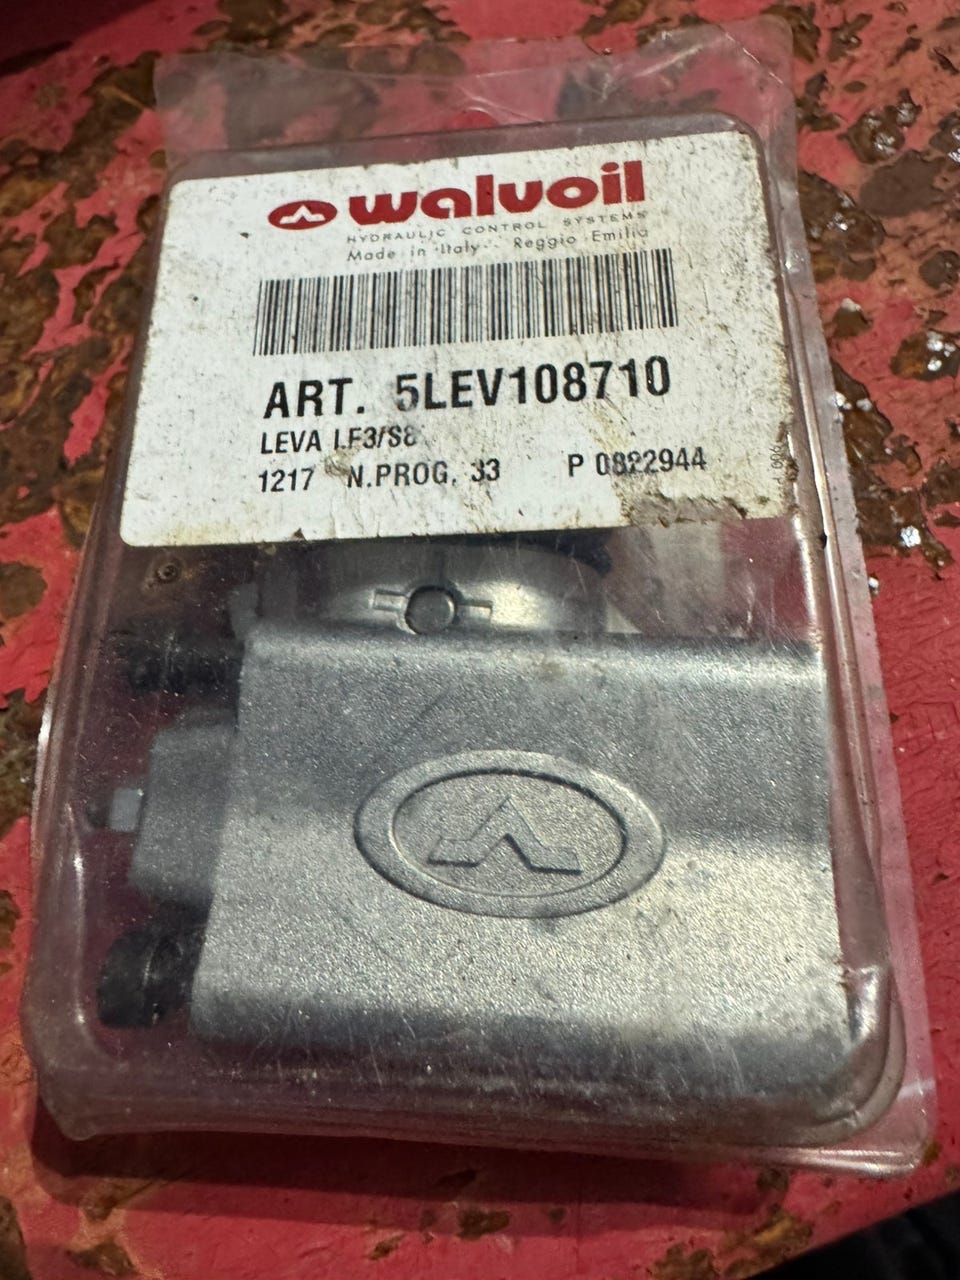 walvoil
HYDRAULIC CONTROL SYSTEMS
Made in Italy - Reggio Emilia
ART. 5LEV108710
LEVA LF3/S8
1217 N.PROG. 33 P 0822944